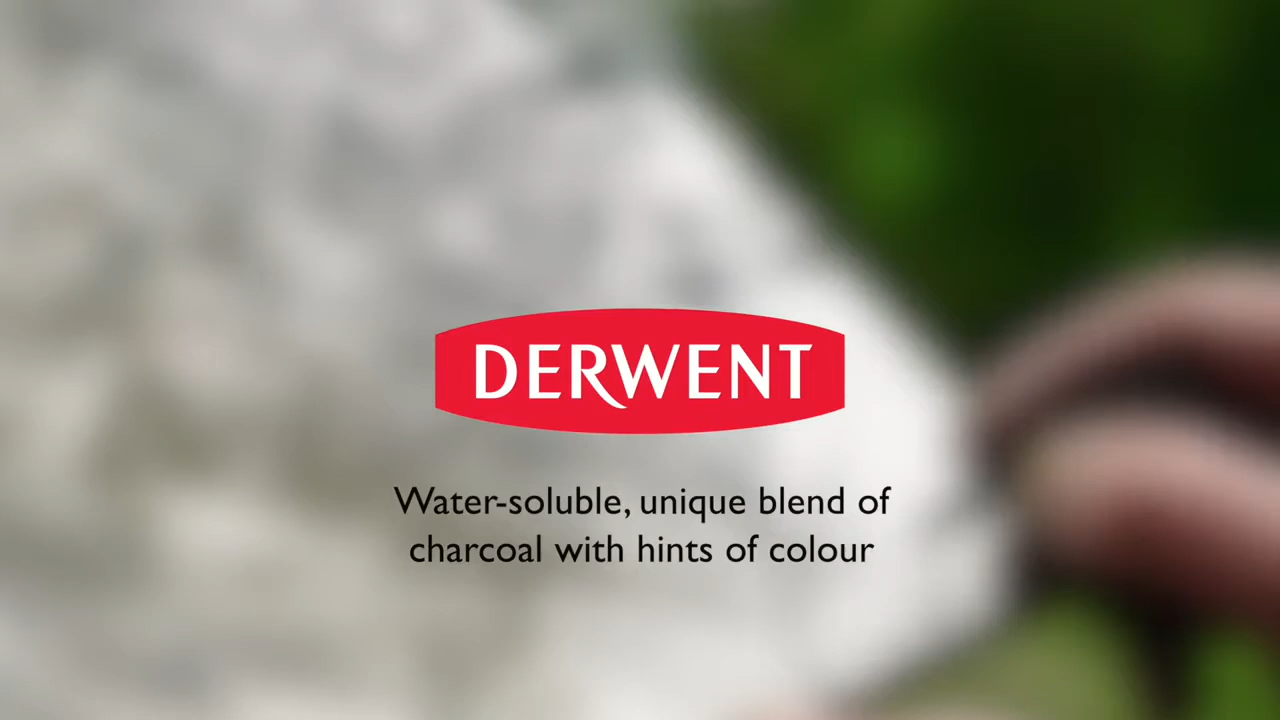 DERWENT
Water-soluble, unique blend of
charcoal with hints of colour